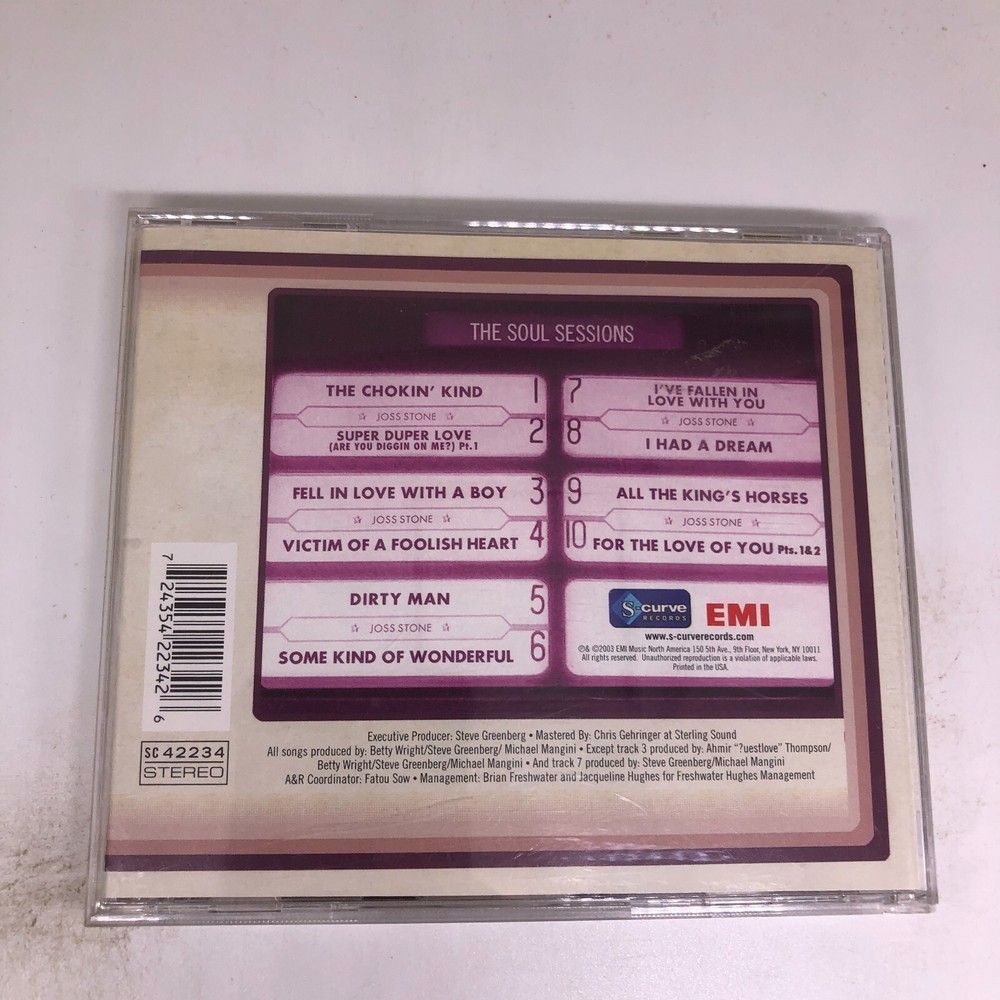 THE SOUL SESSIONS
THE CHOKIN' KIND 1
☆ JOSS STONE ☆
SUPER DUPER LOVE 2
(ARE YOU DIGGIN ON ME?) Pt.1
FELL IN LOVE WITH A BOY 3
☆ JOSS STONE ☆
VICTIM OF A FOOLISH HEART 4
DIRTY MAN 5
☆ JOSS STONE ☆
SOME KIND OF WONDERFUL 6
7 I'VE FALLEN IN
LOVE WITH YOU
☆ JOSS STONE ☆
8 I HAD A DREAM
9 ALL THE KING'S HORSES
☆ JOSS STONE ☆
10 FOR THE LOVE OF YOU Pts. 1&2
S-curve RECORDS EMI
www.s-curverecords.com
℗& ©2003 EMI Music North America 150 5th Ave., 9th Floor, New York, NY 10011
All rights reserved. Unauthorized reproduction is a violation of applicable laws.
Printed in the USA.
7 24354 22342 6
SC 42234
STEREO
Executive Producer: Steve Greenberg • Mastered By: Chris Gehringer at Sterling Sound
All songs produced by: Betty Wright/Steve Greenberg/ Michael Mangini • Except track 3 produced by: Ahmir "?uestlove" Thompson/
Betty Wright/Steve Greenberg/Michael Mangini • And track 7 produced by: Steve Greenberg/Michael Mangini
A&R Coordinator: Fatou Sow • Management: Brian Freshwater and Jacqueline Hughes for Freshwater Hughes Management